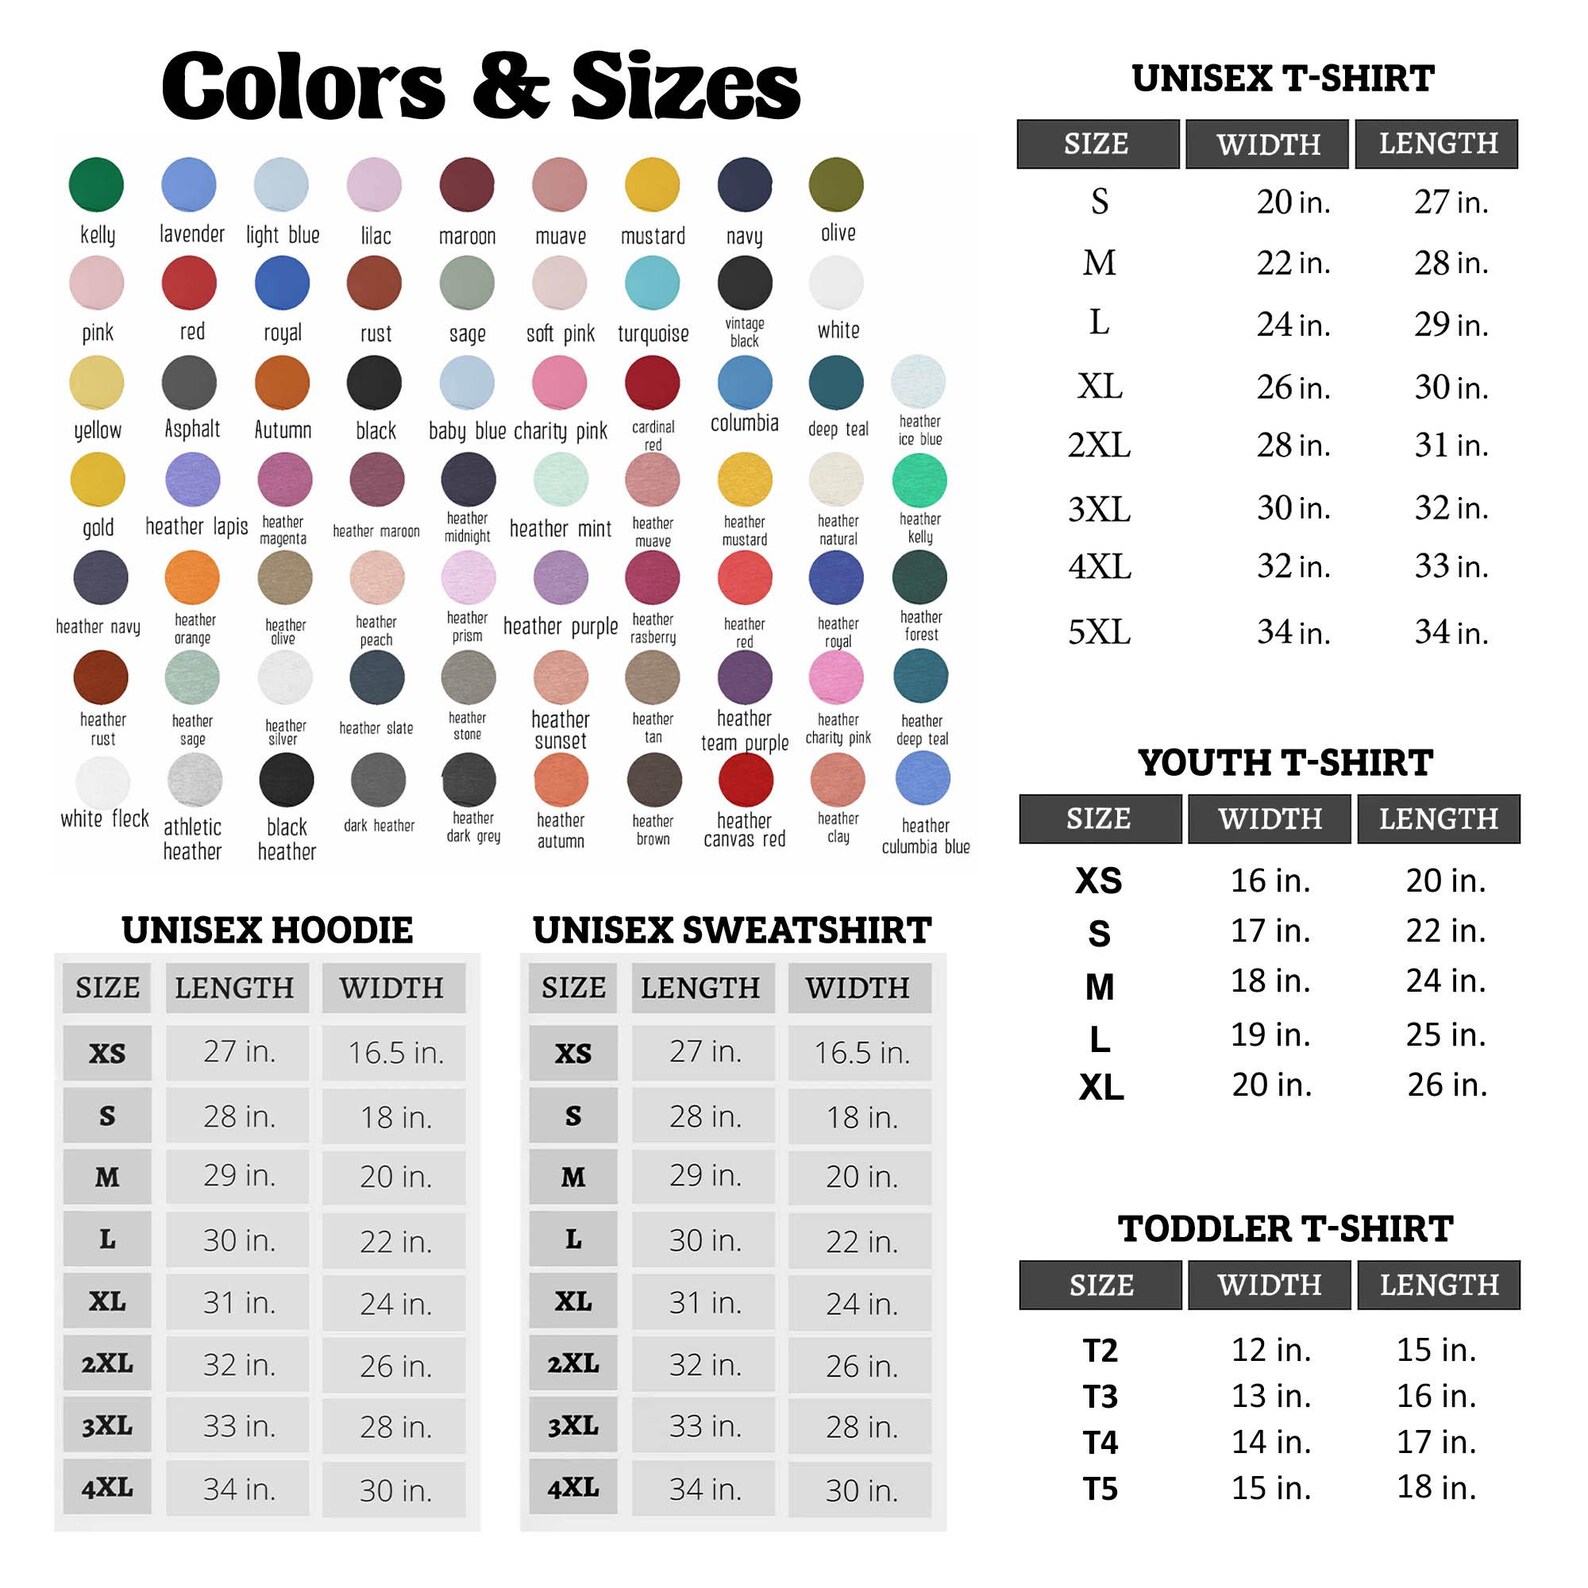 Colors & Sizes
kelly lavender light blue lilac maroon muave mustard navy olive
pink red royal rust sage soft pink turquoise vintage black white
yellow Asphalt Autumn black baby blue charity pink cardinal red columbia deep teal heather ice blue
gold heather lapis heather magenta heather maroon heather midnight heather mint heather muave heather mustard heather natural heather kelly
heather navy heather orange heather olive heather peach heather prism heather purple heather rasberry heather red heather royal heather forest
heather rust heather sage heather silver heather slate heather stone heather sunset heather tan heather team purple heather charity pink heather deep teal
white fleck athletic heather black heather dark heather heather dark grey heather autumn heather brown heather canvas red heather clay heather culumbia blue
UNISEX HOODIE
SIZE LENGTH WIDTH
XS 27 in. 16.5 in.
S 28 in. 18 in.
M 29 in. 20 in.
L 30 in. 22 in.
XL 31 in. 24 in.
2XL 32 in. 26 in.
3XL 33 in. 28 in.
4XL 34 in. 30 in.
UNISEX SWEATSHIRT
SIZE LENGTH WIDTH
XS 27 in. 16.5 in.
S 28 in. 18 in.
M 29 in. 20 in.
L 30 in. 22 in.
XL 31 in. 24 in.
2XL 32 in. 26 in.
3XL 33 in. 28 in.
4XL 34 in. 30 in.
UNISEX T-SHIRT
SIZE WIDTH LENGTH
S 20 in. 27 in.
M 22 in. 28 in.
L 24 in. 29 in.
XL 26 in. 30 in.
2XL 28 in. 31 in.
3XL 30 in. 32 in.
4XL 32 in. 33 in.
5XL 34 in. 34 in.
YOUTH T-SHIRT
SIZE WIDTH LENGTH
XS 16 in. 20 in.
S 17 in. 22 in.
M 18 in. 24 in.
L 19 in. 25 in.
XL 20 in. 26 in.
TODDLER T-SHIRT
SIZE WIDTH LENGTH
T2 12 in. 15 in.
T3 13 in. 16 in.
T4 14 in. 17 in.
T5 15 in. 18 in.